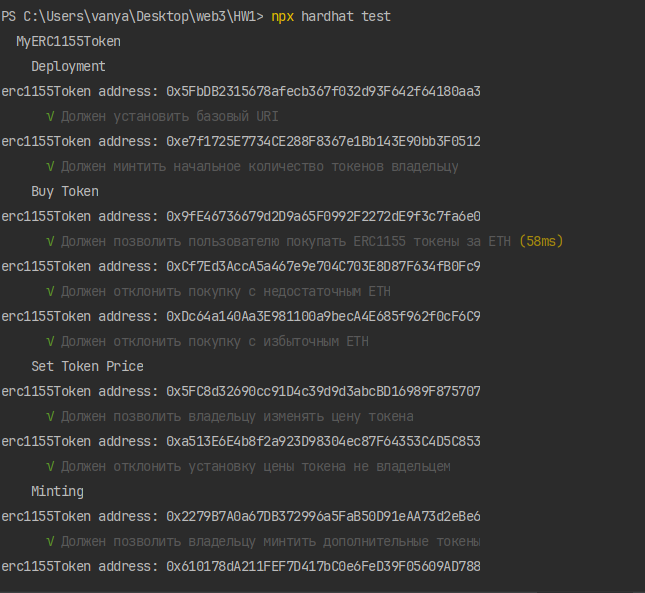 PS C:\Users\vanya\Desktop\web3\HW1> npx hardhat test
MyERC1155Token
Deployment
erc1155Token address: 0x5FbDB2315678afecb367f032d93F642f64180aa3
√ Должен установить базовый URI
erc1155Token address: 0xe7f1725E7734CE288F8367e1Bb143E90bb3F0512
√ Должен минтить начальное количество токенов владельцу
Buy Token
erc1155Token address: 0x9fE46736679d2D9a65F0992F2272dE9f3c7fa6e0
√ Должен позволить пользователю покупать ERC1155 токены за ETH (58ms)
erc1155Token address: 0xCf7Ed3AccA5a467e9e704C703E8D87F634fB0Fc9
√ Должен отклонить покупку с недостаточным ETH
erc1155Token address: 0xDc64a140Aa3E981100a9becA4E685f962f0cF6C9
√ Должен отклонить покупку с избыточным ETH
Set Token Price
erc1155Token address: 0x5FC8d32690cc91D4c39d9d3abcBD16989F875707
√ Должен позволить владельцу изменять цену токена
erc1155Token address: 0xa513E6E4b8f2a923D98304ec87F64353C4D5C853
√ Должен отклонить установку цены токена не владельцем
Minting
erc1155Token address: 0x2279B7A0a67DB372996a5FaB50D91eAA73d2eBe6
√ Должен позволить владельцу минтить дополнительные токены
erc1155Token address: 0x610178dA211FEF7D417bC0e6FeD39F05609AD788